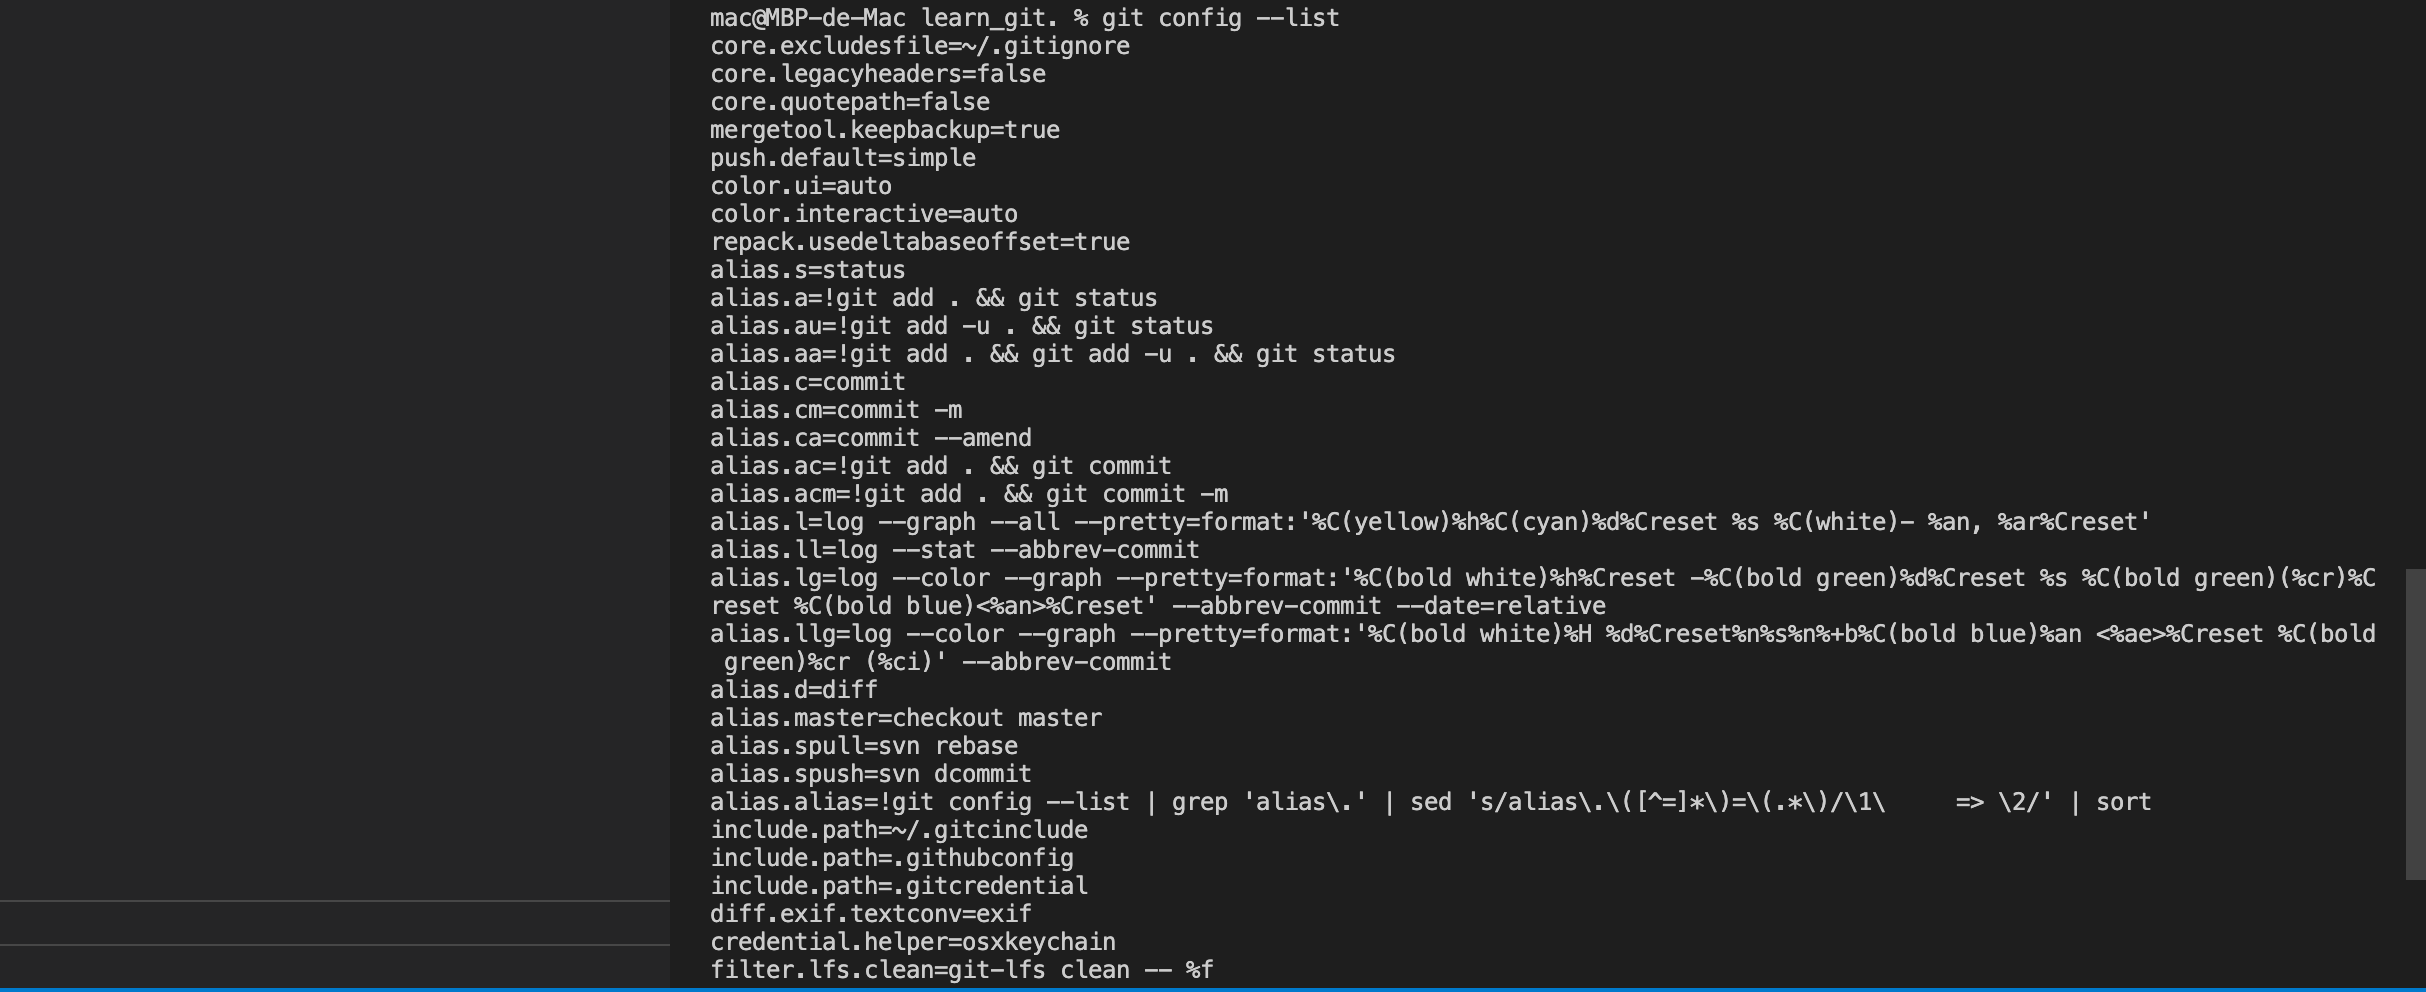 mac@MBP-de-Mac learn_git. % git config --list
core.excludesfile=~/.gitignore
core.legacyheaders=false
core.quotepath=false
mergetool.keepbackup=true
push.default=simple
color.ui=auto
color.interactive=auto
repack.usedeltabaseoffset=true
alias.s=status
alias.a=!git add . && git status
alias.au=!git add -u . && git status
alias.aa=!git add . && git add -u . && git status
alias.c=commit
alias.cm=commit -m
alias.ca=commit --amend
alias.ac=!git add . && git commit
alias.acm=!git add . && git commit -m
alias.l=log --graph --all --pretty=format:'%C(yellow)%h%C(cyan)%d%Creset %s %C(white)- %an, %ar%Creset'
alias.ll=log --stat --abbrev-commit
alias.lg=log --color --graph --pretty=format:'%C(bold white)%h%Creset -%C(bold green)%d%Creset %s %C(bold green)(%cr)%C
reset %C(bold blue)<%an>%Creset' --abbrev-commit --date=relative
alias.llg=log --color --graph --pretty=format:'%C(bold white)%H %d%Creset%n%s%n%+b%C(bold blue)%an <%ae>%Creset %C(bold
 green)%cr (%ci)' --abbrev-commit
alias.d=diff
alias.master=checkout master
alias.spull=svn rebase
alias.spush=svn dcommit
alias.alias=!git config --list | grep 'alias\.' | sed 's/alias\.\([^=]*\)=\(.*\)/\1\     => \2/' | sort
include.path=~/.gitcinclude
include.path=.githubconfig
include.path=.gitcredential
diff.exif.textconv=exif
credential.helper=osxkeychain
filter.lfs.clean=git-lfs clean -- %f